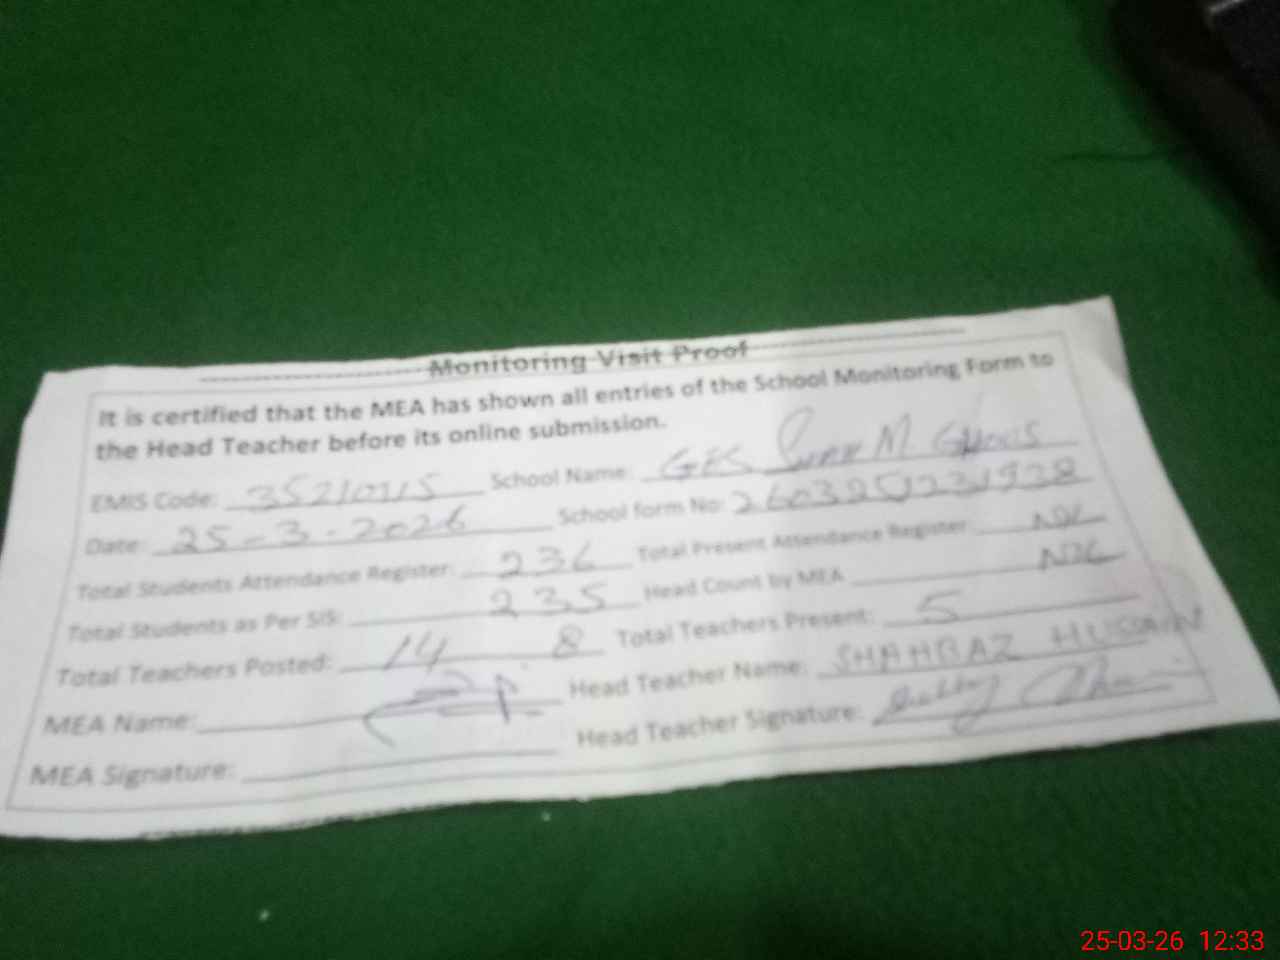 Monitoring Visit Proof
It is certified that the MEA has shown all entries of the School Monitoring Form to
the Head Teacher before its online submission.
EMIS Code: 35210115 School Name: GES M. Ghous
Date: 25-3-2026 School form No: 2603251231928
Total Students Attendance Register: 236 Total Present Attendance Register:
Total Students as Per SIS: 235 Head Count by MEA
Total Teachers Posted: 14 8 Total Teachers Present: 5
MEA Name: Head Teacher Name: SHAHBAZ HUSSAIN
MEA Signature: Head Teacher Signature:
25-03-26 12:33